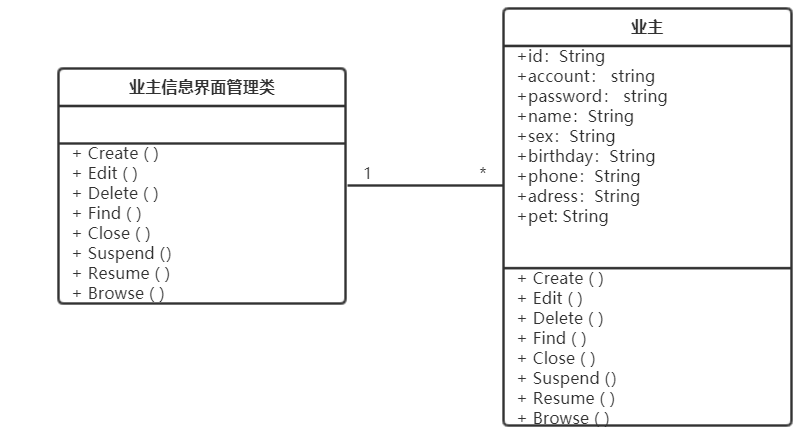 业主信息界面管理类
+ Create ( )
+ Edit ( )
+ Delete ( )
+ Find ( )
+ Close ( )
+ Suspend ()
+ Resume ( )
+ Browse ( )
1
*
业主
+id：String
+account： string
+password： string
+name：String
+sex：String
+birthday：String
+phone：String
+adress：String
+pet: String
+ Create ( )
+ Edit ( )
+ Delete ( )
+ Find ( )
+ Close ( )
+ Suspend ()
+ Resume ( )
+ Browse ( )